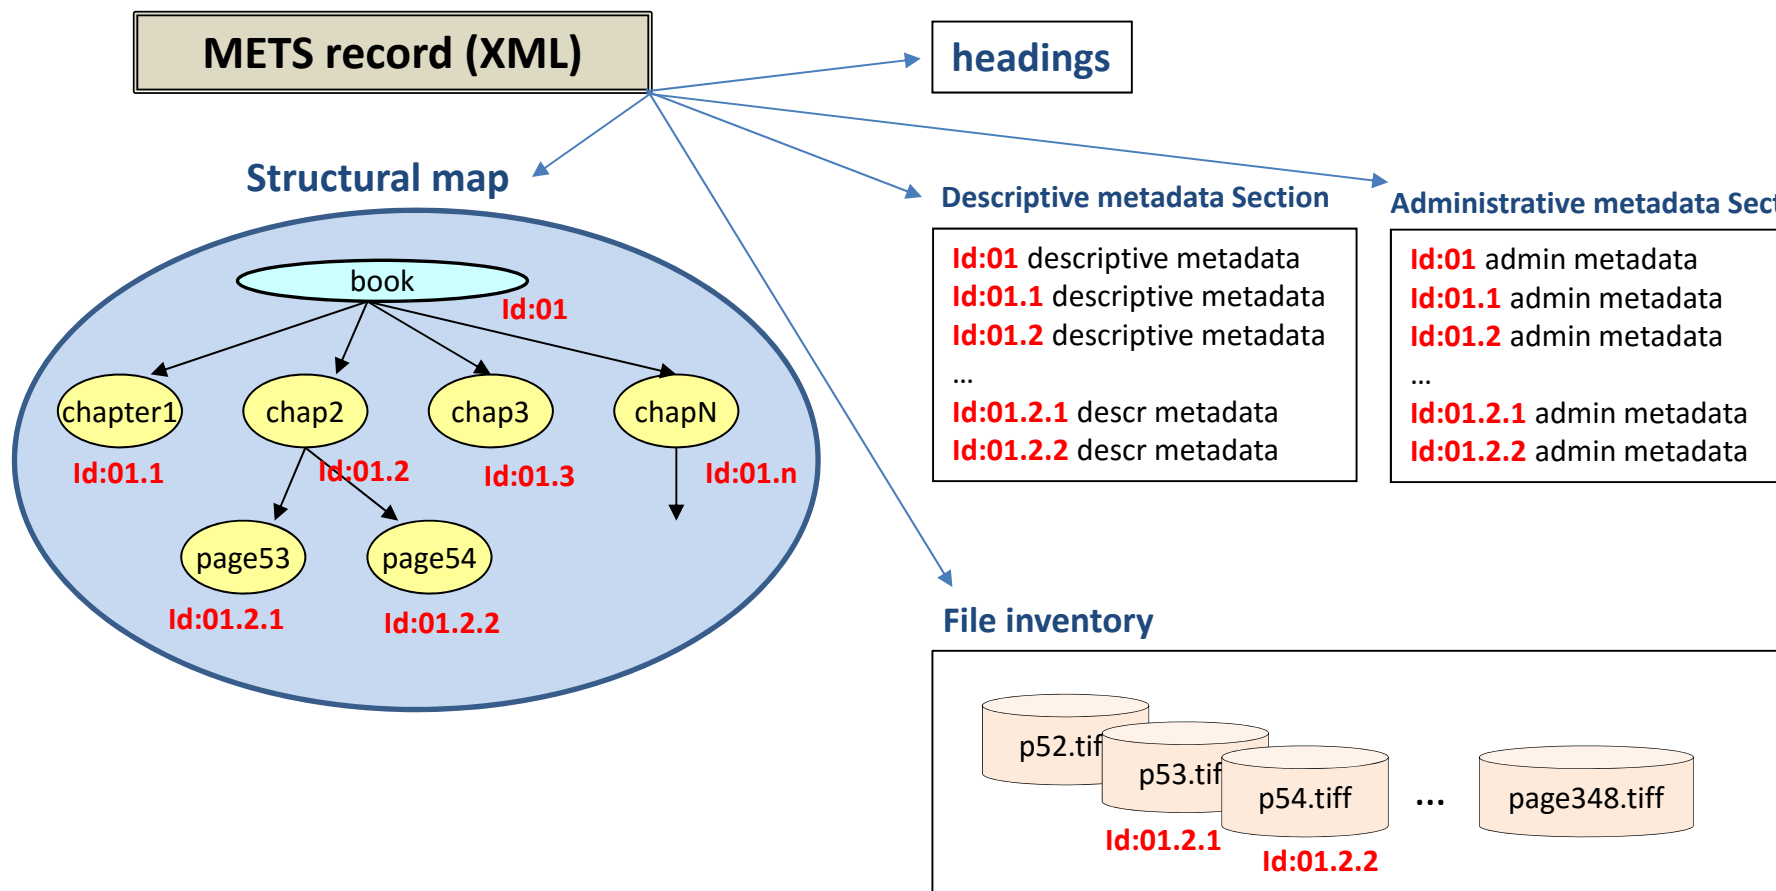 METS record (XML)
headings
Structural map
Descriptive metadata Section
Administrative metadata Sect
book
Id:01
chapter1
chap2
chap3
chapN
Id:01.1
Id:01.2
Id:01.3
Id:01.n
page53
page54
Id:01.2.1
Id:01.2.2
Id:01 descriptive metadata
Id:01.1 descriptive metadata
Id:01.2 descriptive metadata
...
Id:01.2.1 descr metadata
Id:01.2.2 descr metadata
Id:01 admin metadata
Id:01.1 admin metadata
Id:01.2 admin metadata
...
Id:01.2.1 admin metadata
Id:01.2.2 admin metadata
File inventory
p52.tif
p53.tif
p54.tiff
...
page348.tiff
Id:01.2.1
Id:01.2.2